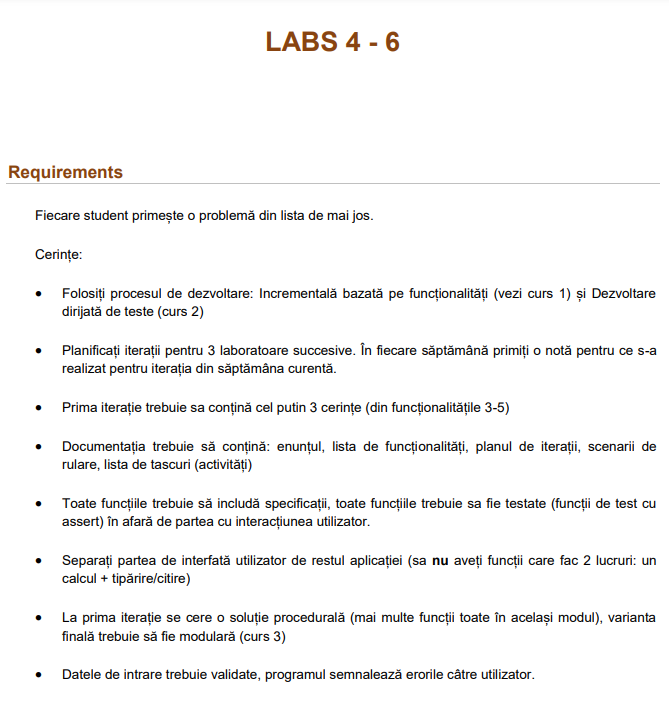 LABS 4 - 6
Requirements
Fiecare student primește o problemă din lista de mai jos.
Cerințe:
• Folosiți procesul de dezvoltare: Incrementală bazată pe funcționalități (vezi curs 1) și Dezvoltare
dirijată de teste (curs 2)
• Planificați iterații pentru 3 laboratoare succesive. În fiecare săptămână primiți o notă pentru ce s-a
realizat pentru iterația din săptămâna curentă.
• Prima iterație trebuie sa conțină cel putin 3 cerințe (din funcționalitățile 3-5)
• Documentația trebuie să conțină: enunțul, lista de funcționalități, planul de iterații, scenarii de
rulare, lista de tascuri (activități)
• Toate funcțiile trebuie să includă specificații, toate funcțiile trebuie sa fie testate (funcții de test cu
assert) în afară de partea cu interacțiunea utilizator.
• Separați partea de interfată utilizator de restul aplicației (sa nu aveți funcții care fac 2 lucruri: un
calcul + tipărire/citire)
• La prima iterație se cere o soluție procedurală (mai multe funcții toate în același modul), varianta
finală trebuie să fie modulară (curs 3)
• Datele de intrare trebuie validate, programul semnalează erorile câtre utilizator.